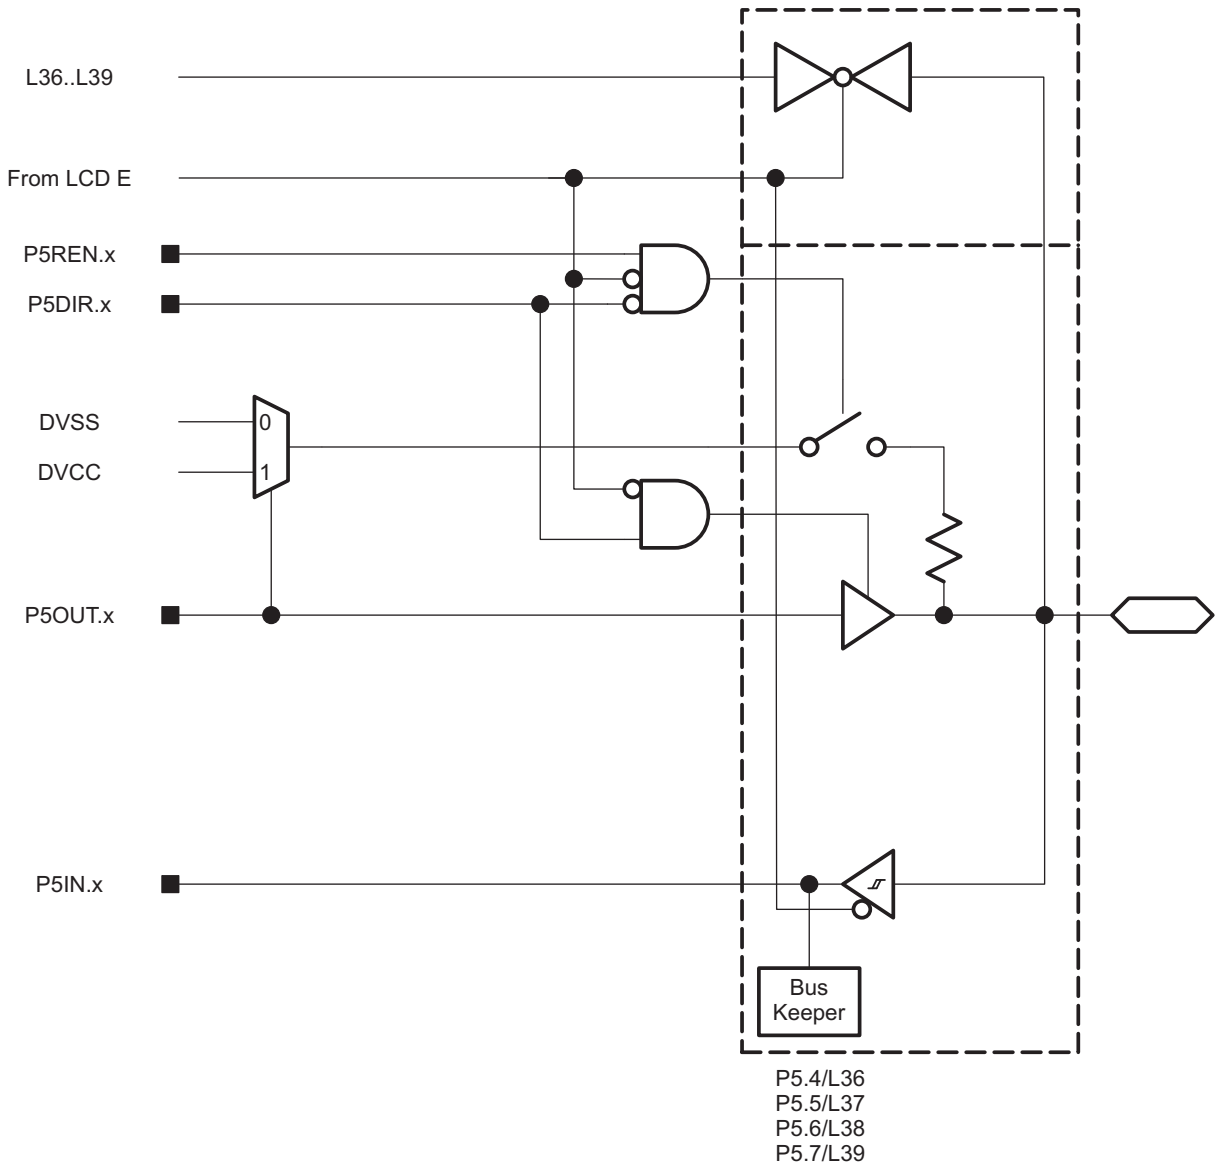 L36..L39
From LCD E
P5REN.x
P5DIR.x
DVSS
0
DVCC
1
P5OUT.x
P5IN.x
Bus
Keeper
P5.4/L36
P5.5/L37
P5.6/L38
P5.7/L39